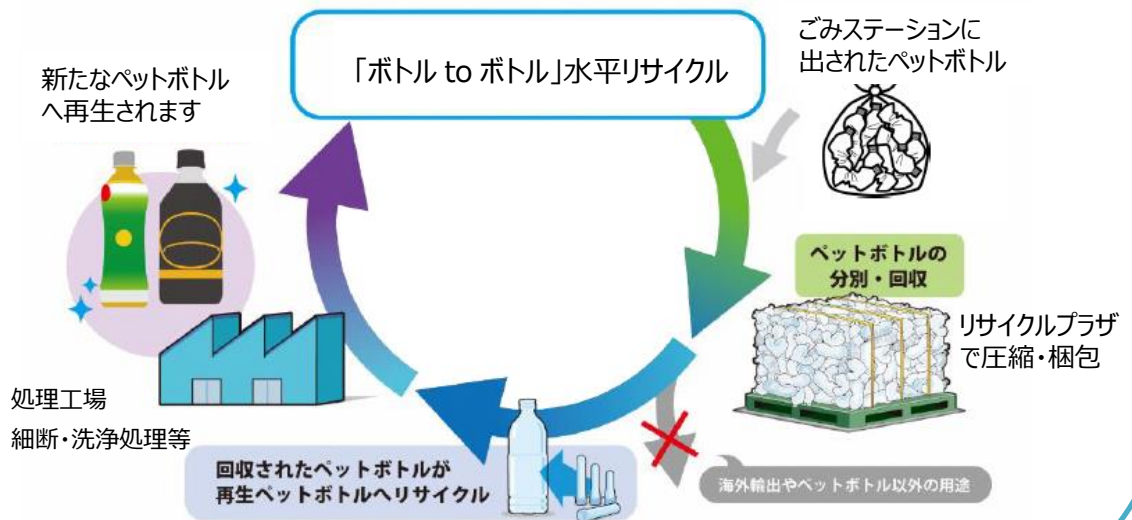 「ボトル to ボトル」水平リサイクル
ごみステーションに
出されたペットボトル
新たなペットボトル
へ再生されます
ペットボトルの
分別・回収
リサイクルプラザ
で圧縮・梱包
処理工場
細断・洗浄処理等
回収されたペットボトルが
再生ペットボトルへリサイクル
海外輸出やペットボトル以外の用途